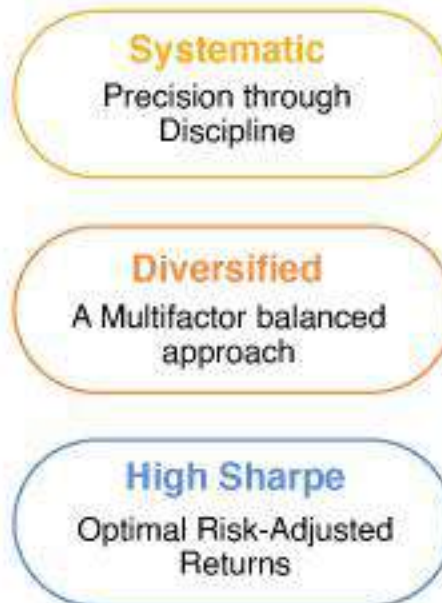 Systematic
Precision through
Discipline
Diversified
A Multifactor balanced
approach
High Sharpe
Optimal Risk-Adjusted
Returns